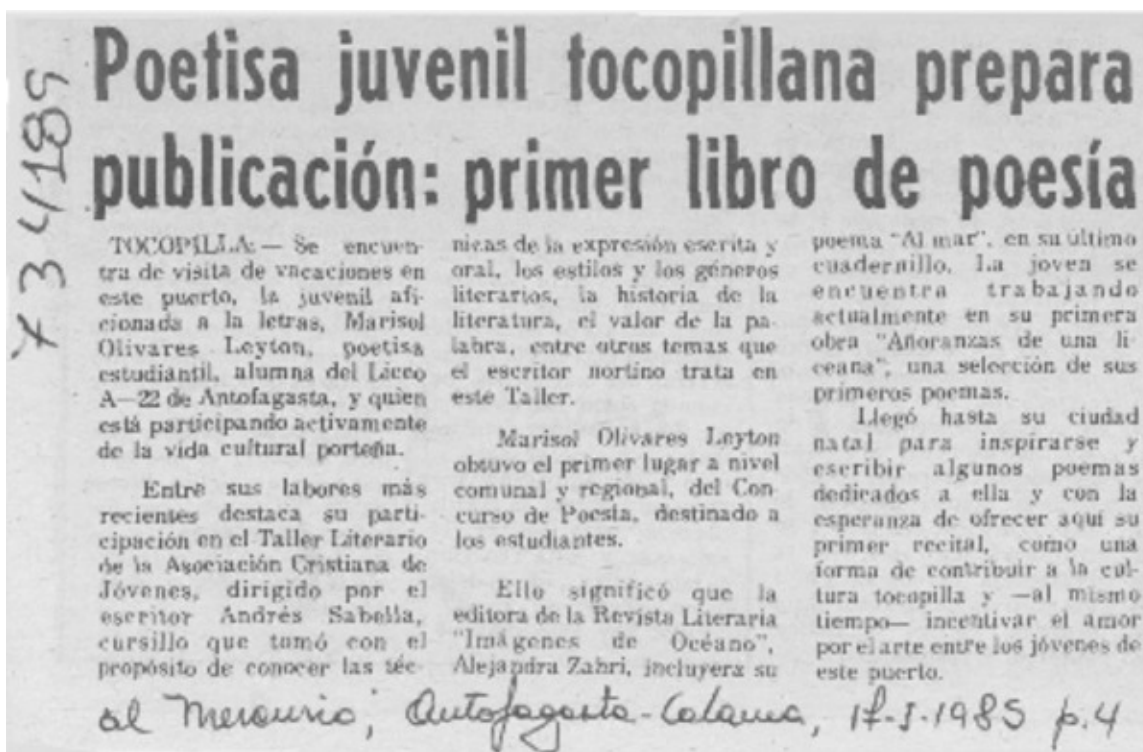 Poetisa juvenil tocopillana prepara
publicación: primer libro de poesía
TOCOPILLA: — Se encuen-
tra de visita de vacaciones en
este puerto, la juvenil afi-
cionada a la letras, Marisol
Olivares Leyton, poetisa
estudiantil, alumna del Liceo
A—22 de Antofagasta, y quien
está participando activamente
de la vida cultural porteña.
Entre sus labores más
recientes destaca su parti-
cipación en el Taller Literario
de la Asociación Cristiana de
Jóvenes, dirigido por el
escritor Andrés Sabella,
cursillo que tomó con el
propósito de conocer las téc-
nicas de la expresión escrita y
oral, los estilos y los géneros
literarios, la historia de la
literatura, el valor de la pa-
labra, entre otros temas que
el escritor nortino trata en
este Taller.
Marisol Olivares Leyton
obtuvo el primer lugar a nivel
comunal y regional, del Con-
curso de Poesía, destinado a
los estudiantes.
Ello significó que la
editora de la Revista Literaria
"Imágenes de Océano",
Alejandra Zahri, incluyera su
poema "Al mar", en su último
cuadernillo. La joven se
encuentra trabajando
actualmente en su primera
obra "Añoranzas de una li-
ceana", una selección de sus
primeros poemas.
Llegó hasta su ciudad
natal para inspirarse y
escribir algunos poemas
dedicados a ella y con la
esperanza de ofrecer aquí su
primer recital, como una
forma de contribuir a la cul-
tura tocopilla y —al mismo
tiempo— incentivar el amor
por el arte entre los jóvenes de
este puerto.
el Mercurio, Antofagasta-Calama, I-1985 p.4
734189